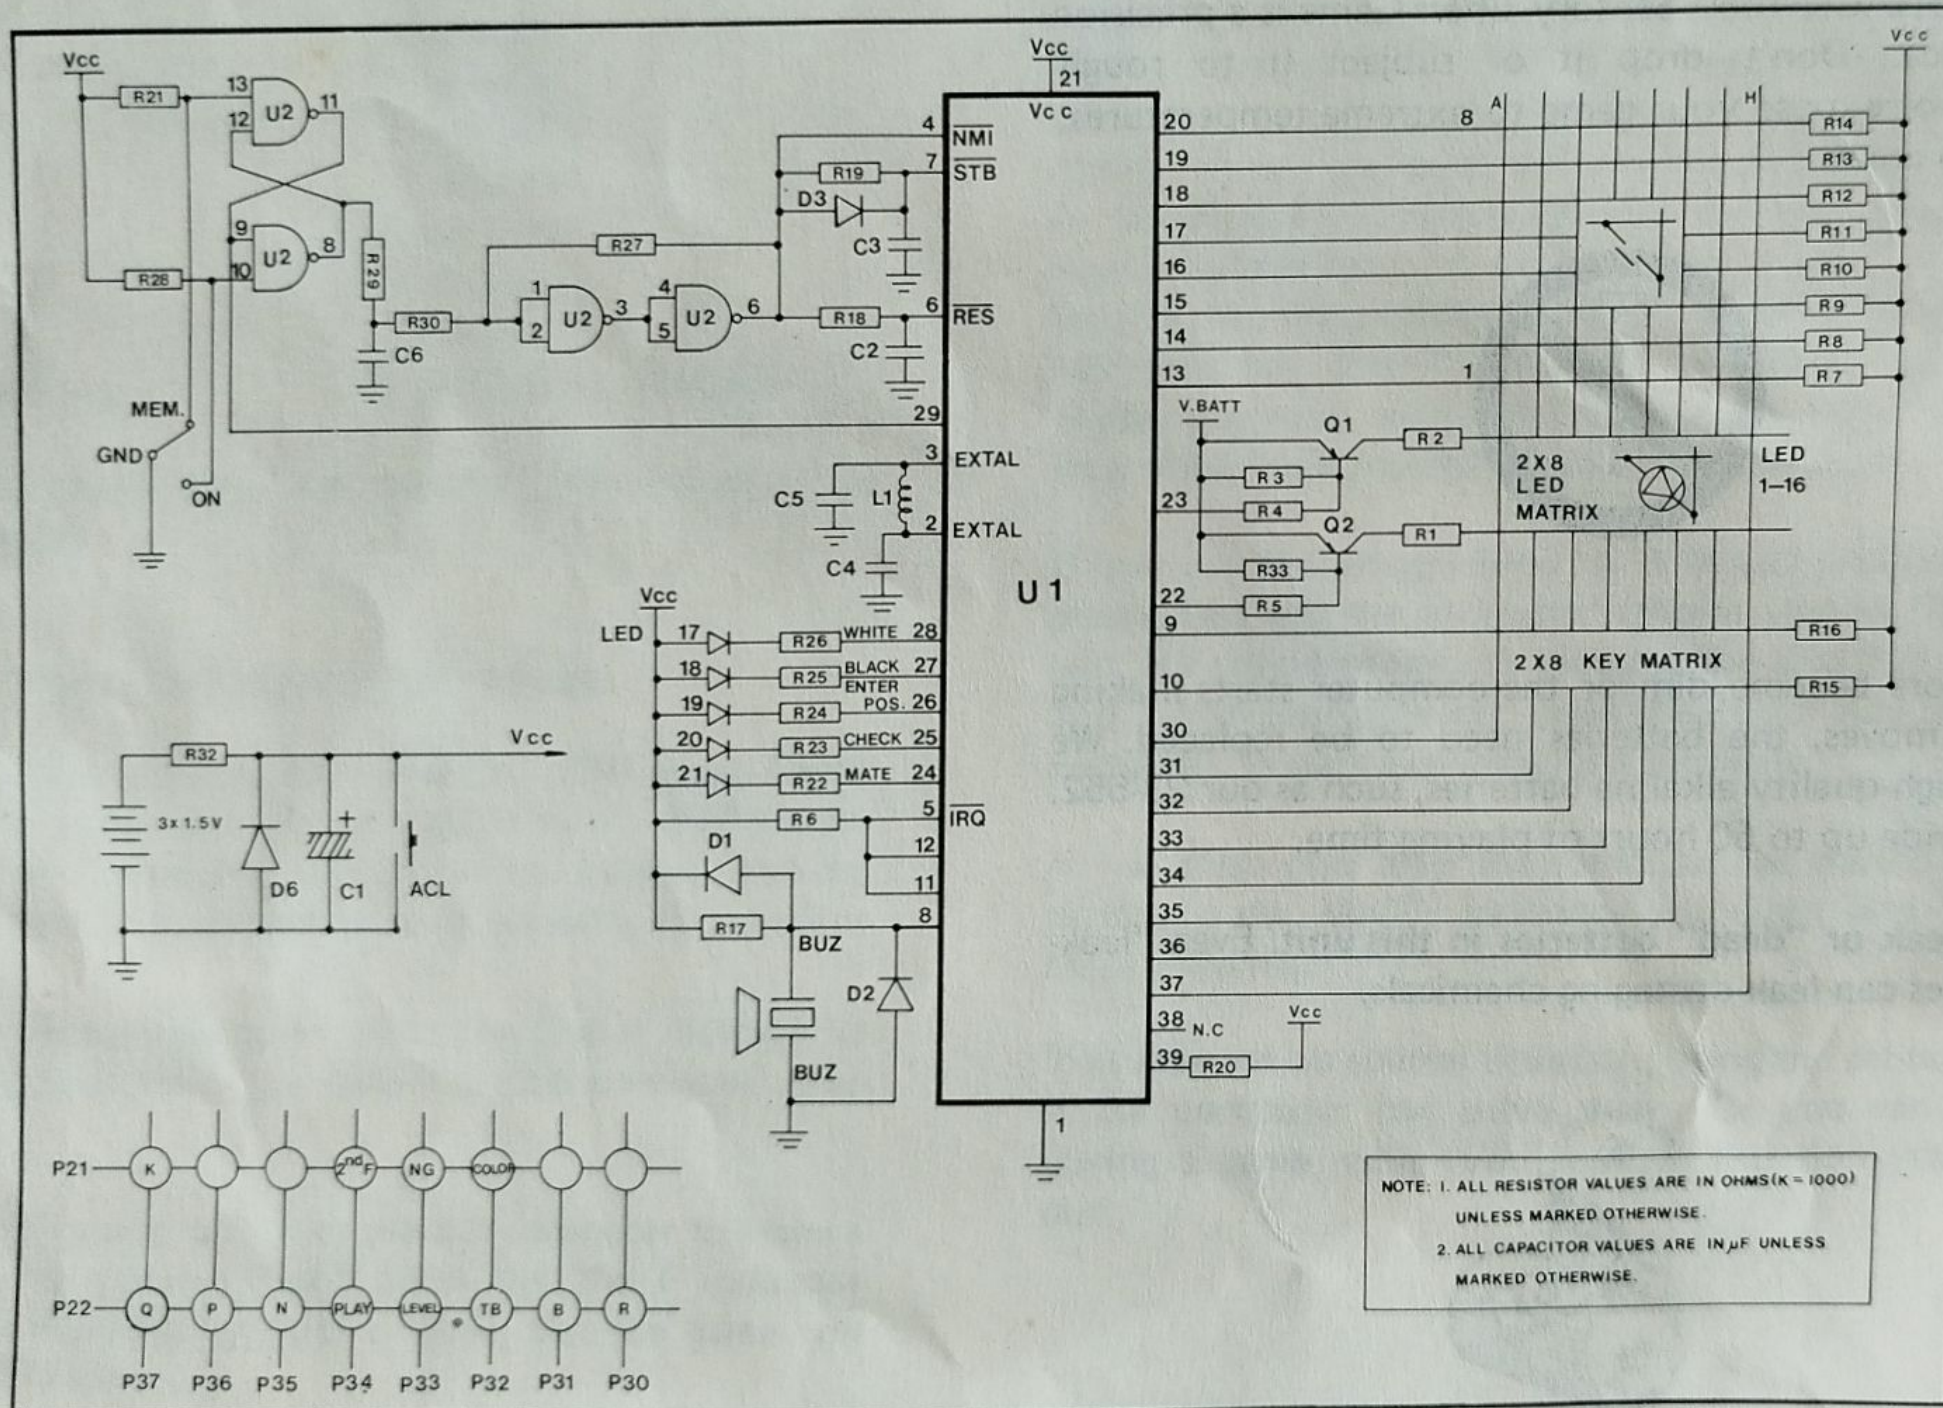 Vcc
R21
13
12
U2
11
9
10
U2
8
R28
R29
R30
C6
MEM.
GND
ON
R27
1
2
U2
3
4
5
U2
6
Vcc
21
Vcc
4 NMI
R19 7 STB
D3
C3
R18 6 RES
C2
29
3 EXTAL
C5
L1
2 EXTAL
C4
U1
Vcc
LED 17 R26 WHITE 28
18 R25 BLACK 27
19 R24 ENTER POS. 26
20 R23 CHECK 25
21 R22 MATE 24
R6 5 IRQ
12
D1
11
R17 8
BUZ
D2
BUZ
1
Vcc
A H
20 8 R14
19 R13
18 R12
17 R11
16 R10
15 R9
14 R8
13 1 R7
V.BATT
Q1
R2
R3
23 R4
Q2
R1
R33
22 R5
2X8
LED
MATRIX
LED
1–16
9 R16
2X8 KEY MATRIX
10 R15
30
31
32
33
34
35
36
37
38 N.C
39 R20
Vcc
R32
Vcc
3x1.5V
+
D6
C1
ACL
P21 K 2nd F NG COLOR
P22 Q P N PLAY LEVEL TB B R
P37 P36 P35 P34 P33 P32 P31 P30
NOTE: 1. ALL RESISTOR VALUES ARE IN OHMS(K=1000)
UNLESS MARKED OTHERWISE.
2. ALL CAPACITOR VALUES ARE IN µF UNLESS
MARKED OTHERWISE.